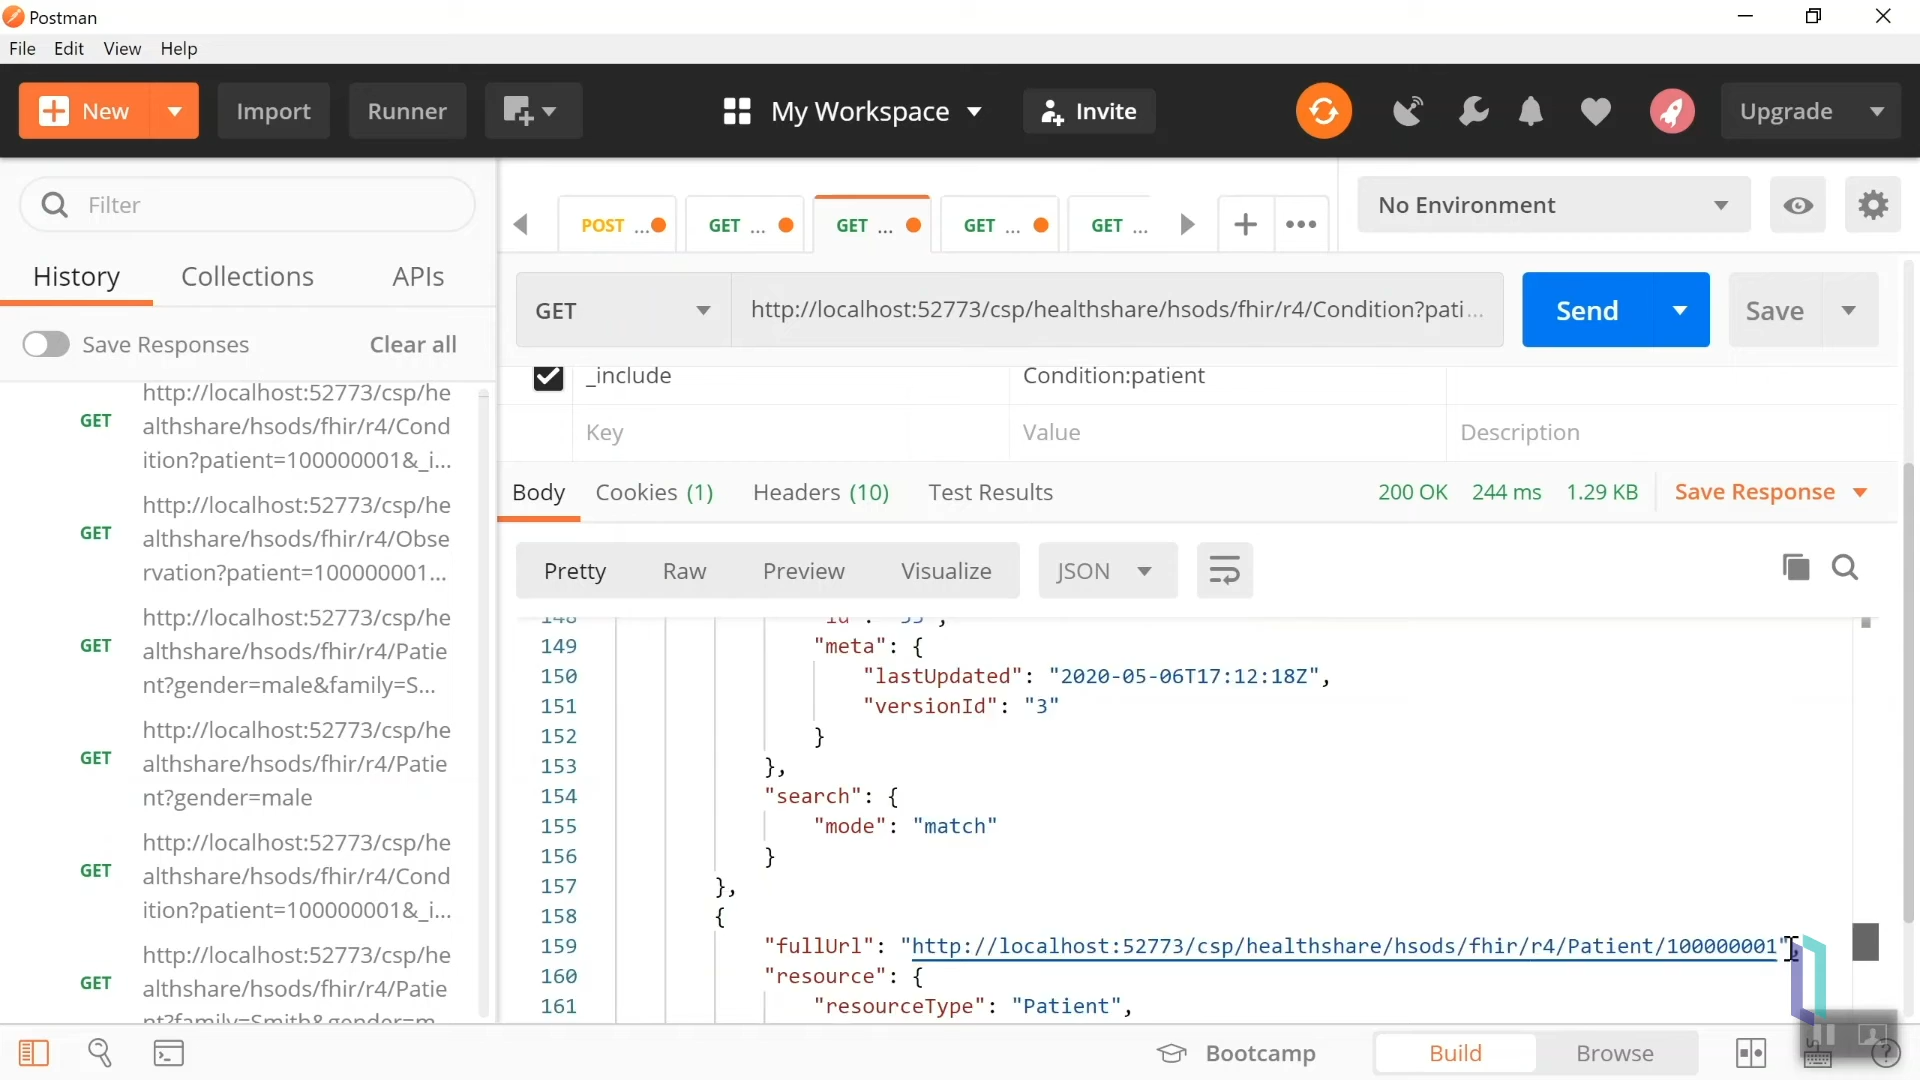 Postman
File Edit View Help
New Import Runner My Workspace Invite Upgrade
Filter
POST ... GET ... GET ... GET ... GET ...
No Environment
History Collections APIs
GET http://localhost:52773/csp/healthshare/hsods/fhir/r4/Condition?pati...
Send Save
Save Responses Clear all
_include Condition:patient
Key Value Description
http://localhost:52773/csp/he
GET althshare/hsods/fhir/r4/Cond
ition?patient=100000001&_i...
http://localhost:52773/csp/he
GET althshare/hsods/fhir/r4/Obse
rvation?patient=100000001...
http://localhost:52773/csp/he
GET althshare/hsods/fhir/r4/Patie
nt?gender=male&family=S...
http://localhost:52773/csp/he
GET althshare/hsods/fhir/r4/Patie
nt?gender=male
http://localhost:52773/csp/he
GET althshare/hsods/fhir/r4/Cond
ition?patient=100000001&_i...
http://localhost:52773/csp/he
GET althshare/hsods/fhir/r4/Patie
nt?family=Smith&gender=m
Body Cookies (1) Headers (10) Test Results
200 OK 244 ms 1.29 KB Save Response
Pretty Raw Preview Visualize JSON
148
149 "meta": {
150 "lastUpdated": "2020-05-06T17:12:18Z",
151 "versionId": "3"
152 }
153 },
154 "search": {
155 "mode": "match"
156 }
157 },
158 {
159 "fullUrl": "http://localhost:52773/csp/healthshare/hsods/fhir/r4/Patient/100000001",
160 "resource": {
161 "resourceType": "Patient",
Bootcamp Build Browse